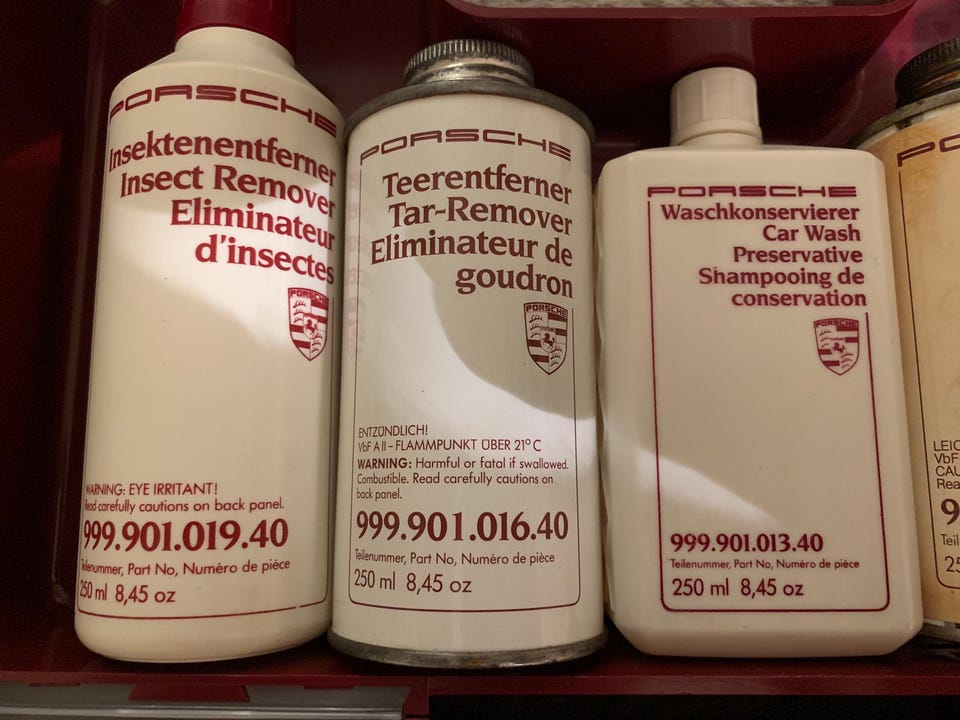 PORSCHE
Insektenentferner
Insect Remover
Eliminateur
d'insectes
PORSCHE
WARNING: EYE IRRITANT!
Read carefully cautions on back panel.
999.901.019.40
Teilenummer, Part No, Numéro de pièce
250 ml 8,45 oz
PORSCHE
Teerentferner
Tar-Remover
Eliminateur de
goudron
PORSCHE
ENTZÜNDLICH!
VbF A II – FLAMMPUNKT ÜBER 21° C
WARNING: Harmful or fatal if swallowed.
Combustible. Read carefully cautions on
back panel.
999.901.016.40
Teilenummer, Part No, Numéro de pièce
250 ml 8,45 oz
PORSCHE
Waschkonservierer
Car Wash
Preservative
Shampooing de
conservation
PORSCHE
999.901.013.40
Teilenummer, Part No, Numéro de pièce
250 ml 8,45 oz
VbF